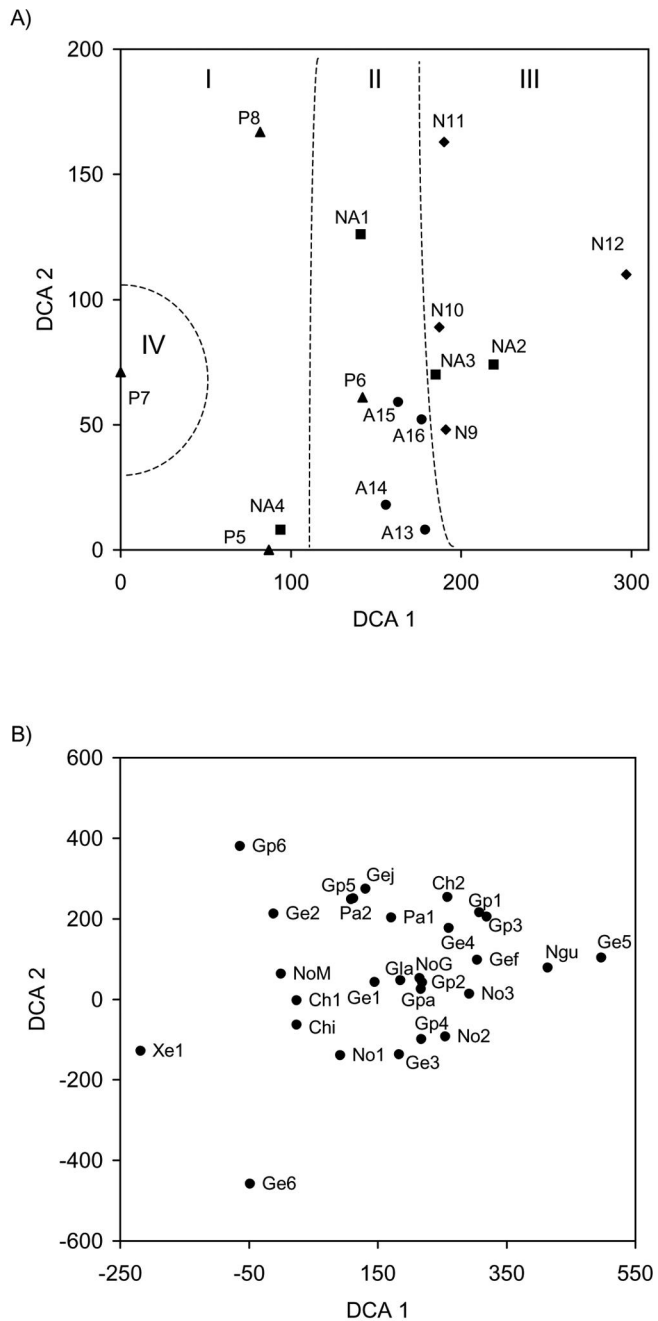 A)
200
I
II
III
P8
N11
150
NA1
N12
DCA 2
100
N10
IV
NA3
NA2
P7
P6
50
A15
A16
N9
A14
NA4
A13
P5
0
0
100
200
300
DCA 1
B)
600
400
Gp6
Gej
Gp5
Ch2
Gp1
200
Ge2
Pa2
Pa1
Gp3
Ge4
Ge5
Gef
Ngu
NoM
Gla
NoG
DCA 2
0
Ch1
Ge1
Gp2
Gpa
No3
Chi
Gp4
Xe1
No1
No2
Ge3
-200
-400
Ge6
-600
-250
-50
150
350
550
DCA 1